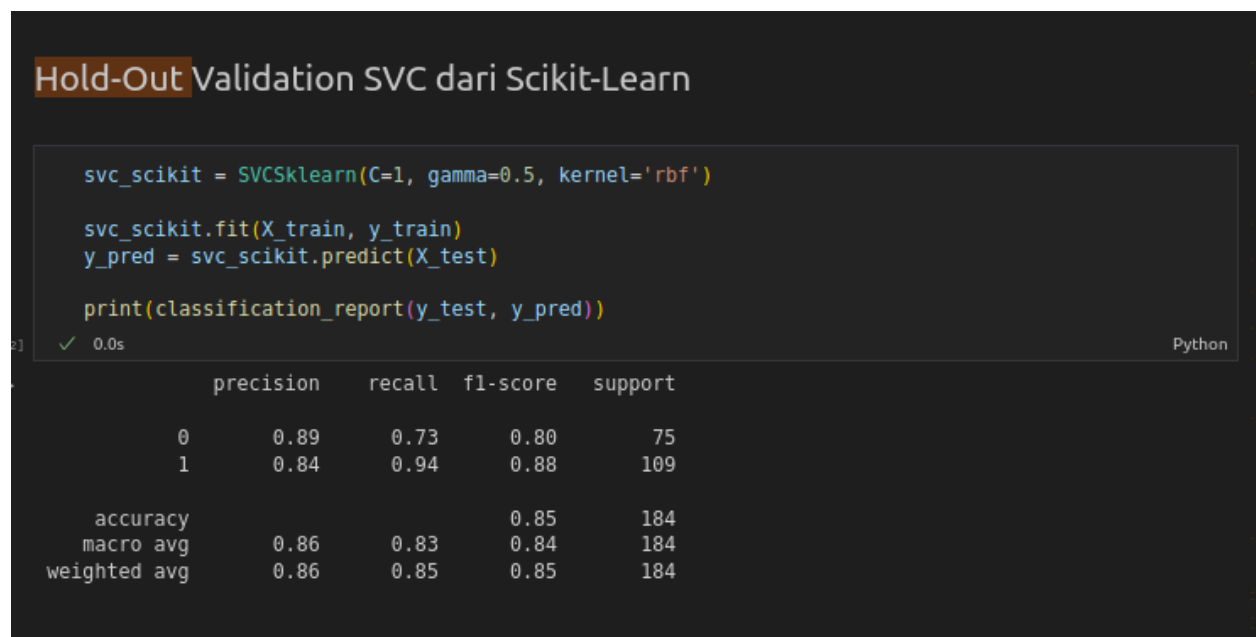 Hold-Out Validation SVC dari Scikit-Learn
svc_scikit = SVCSklearn(C=1, gamma=0.5, kernel='rbf')
svc_scikit.fit(X_train, y_train)
y_pred = svc_scikit.predict(X_test)
print(classification_report(y_test, y_pred))
2] ✓ 0.0s Python
precision recall f1-score support
0 0.89 0.73 0.80 75
1 0.84 0.94 0.88 109
accuracy 0.85 184
macro avg 0.86 0.83 0.84 184
weighted avg 0.86 0.85 0.85 184